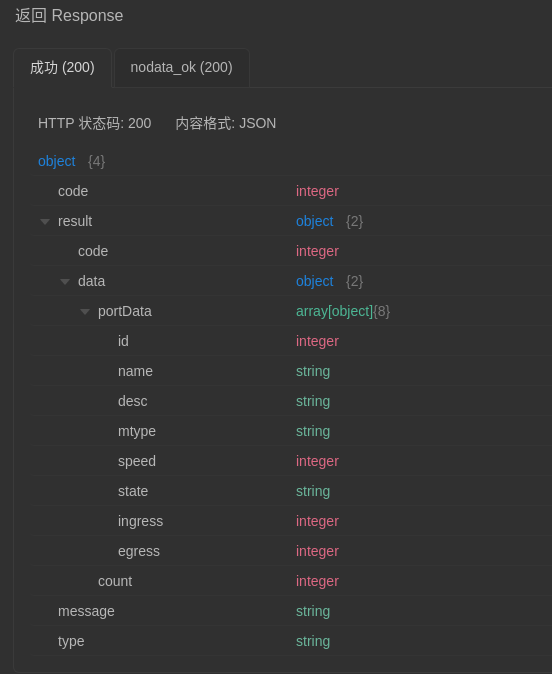 返回 Response
成功 (200) nodata_ok (200)
HTTP 状态码: 200 内容格式: JSON
object {4}
code integer
result object {2}
code integer
data object {2}
portData array[object]{8}
id integer
name string
desc string
mtype string
speed integer
state string
ingress integer
egress integer
count integer
message string
type string